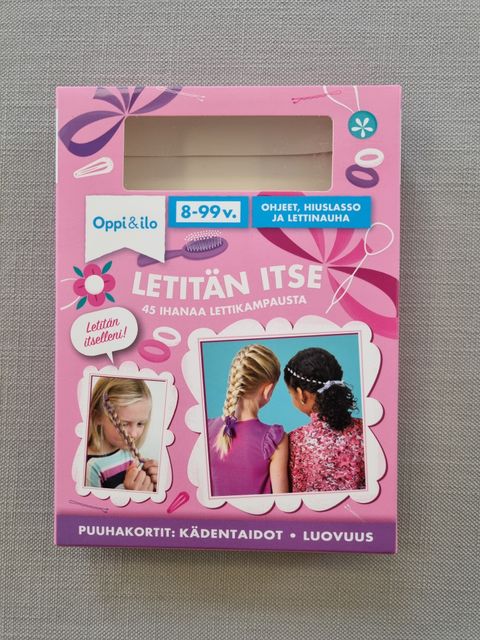 Oppi&ilo
8-99 v.
OHJEET, HIUSLASSO
JA LETTINAUHA
LETITÄN ITSE
45 IHANAA LETTIKAMPAUSTA
Letitän
itselleni!
PUUHAKORTIT: KÄDENTAIDOT • LUOVUUS